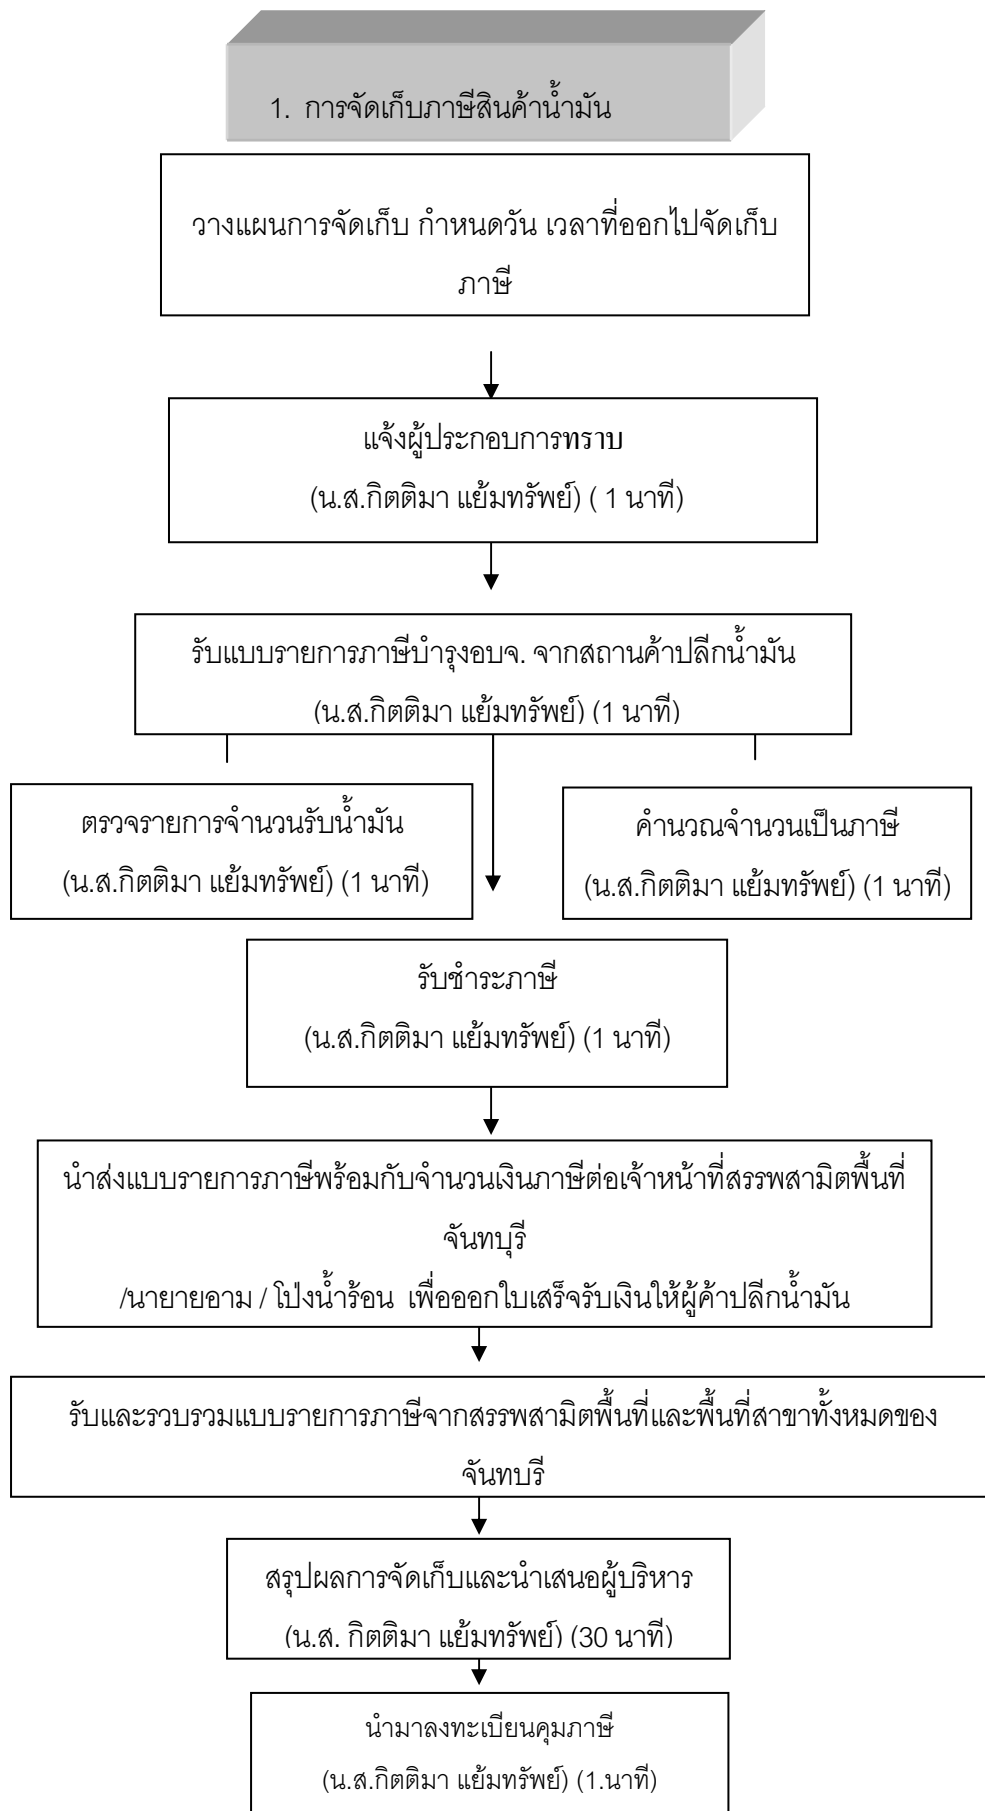 1. การจัดเก็บภาษีสินค้าน้ำมัน
วางแผนการจัดเก็บ กำหนดวัน เวลาที่ออกไปจัดเก็บ
ภาษี
แจ้งผู้ประกอบการทราบ
(น.ส.กิตติมา แย้มทรัพย์) ( 1 นาที)
รับแบบรายการภาษีบำรุงอบจ. จากสถานค้าปลีกน้ำมัน
(น.ส.กิตติมา แย้มทรัพย์) (1 นาที)
ตรวจรายการจำนวนรับน้ำมัน
(น.ส.กิตติมา แย้มทรัพย์) (1 นาที)
คำนวณจำนวนเป็นภาษี
(น.ส.กิตติมา แย้มทรัพย์) (1 นาที)
รับชำระภาษี
(น.ส.กิตติมา แย้มทรัพย์) (1 นาที)
นำส่งแบบรายการภาษีพร้อมกับจำนวนเงินภาษีต่อเจ้าหน้าที่สรรพสามิตพื้นที่
จันทบุรี
/นายายอาม / โป่งน้ำร้อน เพื่อออกใบเสร็จรับเงินให้ผู้ค้าปลีกน้ำมัน
รับและรวบรวมแบบรายการภาษีจากสรรพสามิตพื้นที่และพื้นที่สาขาทั้งหมดของ
จันทบรี
สรุปผลการจัดเก็บและนำเสนอผู้บริหาร
(น.ส. กิตติมา แย้มทรัพย์) (30 นาที)
นำมาลงทะเบียนคุมภาษี
(น.ส.กิตติมา แย้มทรัพย์) (1.นาที)